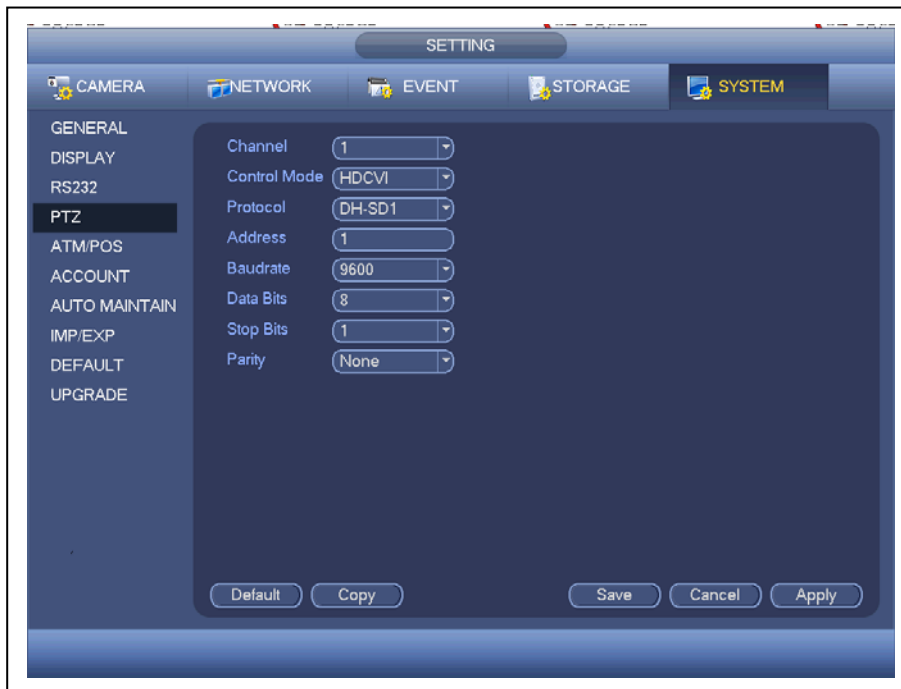 SETTING
CAMERA NETWORK EVENT STORAGE SYSTEM
GENERAL
DISPLAY
RS232
PTZ
ATM/POS
ACCOUNT
AUTO MAINTAIN
IMP/EXP
DEFAULT
UPGRADE
Channel 1
Control Mode HDCVI
Protocol DH-SD1
Address 1
Baudrate 9600
Data Bits 8
Stop Bits 1
Parity None
Default Copy Save Cancel Apply